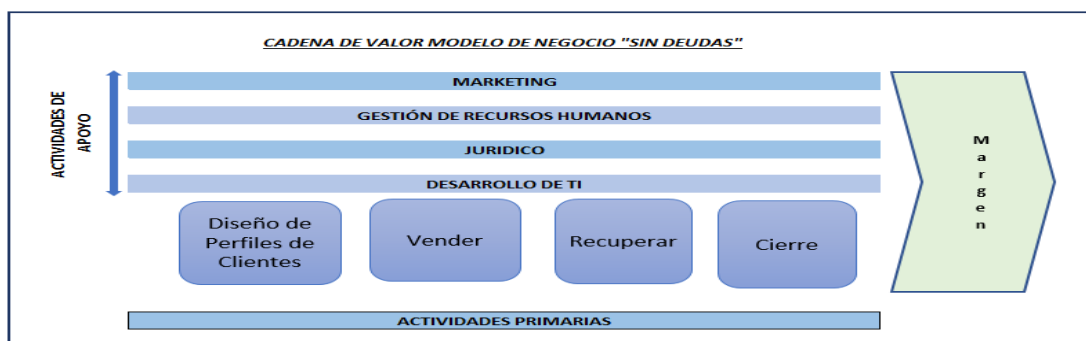 CADENA DE VALOR MODELO DE NEGOCIO "SIN DEUDAS"
ACTIVIDADES DE
APOYO
MARKETING
GESTIÓN DE RECURSOS HUMANOS
JURIDICO
DESARROLLO DE TI
Diseño de
Perfiles de
Clientes
Vender
Recuperar
Cierre
ACTIVIDADES PRIMARIAS
Margen